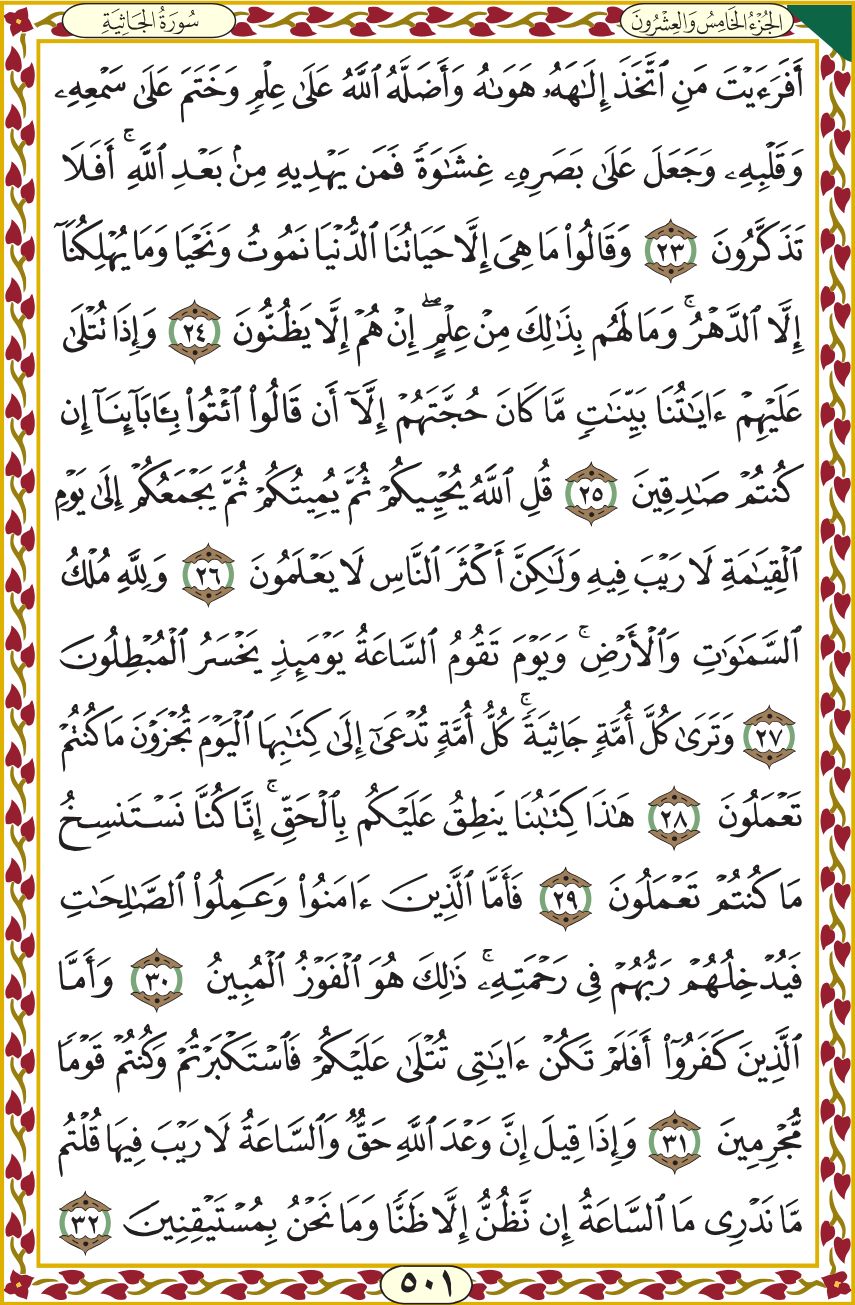 الجُزْءُ الخَامِسُ وَالعِشْرُونَ
سُورَةُ الجَاثِيَةِ
أَفَرَءَيْتَ مَنِ ٱتَّخَذَ إِلَٰهَهُۥ هَوَىٰهُ وَأَضَلَّهُ ٱللَّهُ عَلَىٰ عِلْمٍ وَخَتَمَ عَلَىٰ سَمْعِهِۦ
وَقَلْبِهِۦ وَجَعَلَ عَلَىٰ بَصَرِهِۦ غِشَٰوَةً فَمَن يَهْدِيهِ مِنۢ بَعْدِ ٱللَّهِ ۚ أَفَلَا
تَذَكَّرُونَ ٢٣ وَقَالُوا۟ مَا هِىَ إِلَّا حَيَاتُنَا ٱلدُّنْيَا نَمُوتُ وَنَحْيَا وَمَا يُهْلِكُنَآ
إِلَّا ٱلدَّهْرُ ۚ وَمَا لَهُم بِذَٰلِكَ مِنْ عِلْمٍ ۖ إِنْ هُمْ إِلَّا يَظُنُّونَ ٢٤ وَإِذَا تُتْلَىٰ
عَلَيْهِمْ ءَايَٰتُنَا بَيِّنَٰتٍ مَّا كَانَ حُجَّتَهُمْ إِلَّآ أَن قَالُوا۟ ٱئْتُوا۟ بِـَٔابَآئِنَآ إِن
كُنتُمْ صَٰدِقِينَ ٢٥ قُلِ ٱللَّهُ يُحْيِيكُمْ ثُمَّ يُمِيتُكُمْ ثُمَّ يَجْمَعُكُمْ إِلَىٰ يَوْمِ
ٱلْقِيَٰمَةِ لَا رَيْبَ فِيهِ وَلَٰكِنَّ أَكْثَرَ ٱلنَّاسِ لَا يَعْلَمُونَ ٢٦ وَلِلَّهِ مُلْكُ
ٱلسَّمَٰوَٰتِ وَٱلْأَرْضِ ۚ وَيَوْمَ تَقُومُ ٱلسَّاعَةُ يَوْمَئِذٍ يَخْسَرُ ٱلْمُبْطِلُونَ
٢٧ وَتَرَىٰ كُلَّ أُمَّةٍ جَاثِيَةً ۚ كُلُّ أُمَّةٍ تُدْعَىٰٓ إِلَىٰ كِتَٰبِهَا ٱلْيَوْمَ تُجْزَوْنَ مَا كُنتُمْ
تَعْمَلُونَ ٢٨ هَٰذَا كِتَٰبُنَا يَنطِقُ عَلَيْكُم بِٱلْحَقِّ ۚ إِنَّا كُنَّا نَسْتَنسِخُ
مَا كُنتُمْ تَعْمَلُونَ ٢٩ فَأَمَّا ٱلَّذِينَ ءَامَنُوا۟ وَعَمِلُوا۟ ٱلصَّٰلِحَٰتِ
فَيُدْخِلُهُمْ رَبُّهُمْ فِى رَحْمَتِهِۦ ۚ ذَٰلِكَ هُوَ ٱلْفَوْزُ ٱلْمُبِينُ ٣٠ وَأَمَّا
ٱلَّذِينَ كَفَرُوٓا۟ أَفَلَمْ تَكُنْ ءَايَٰتِى تُتْلَىٰ عَلَيْكُمْ فَٱسْتَكْبَرْتُمْ وَكُنتُمْ قَوْمًا
مُّجْرِمِينَ ٣١ وَإِذَا قِيلَ إِنَّ وَعْدَ ٱللَّهِ حَقٌّ وَٱلسَّاعَةُ لَا رَيْبَ فِيهَا قُلْتُم
مَّا نَدْرِى مَا ٱلسَّاعَةُ إِن نَّظُنُّ إِلَّا ظَنًّا وَمَا نَحْنُ بِمُسْتَيْقِنِينَ ٣٢
٥٠١